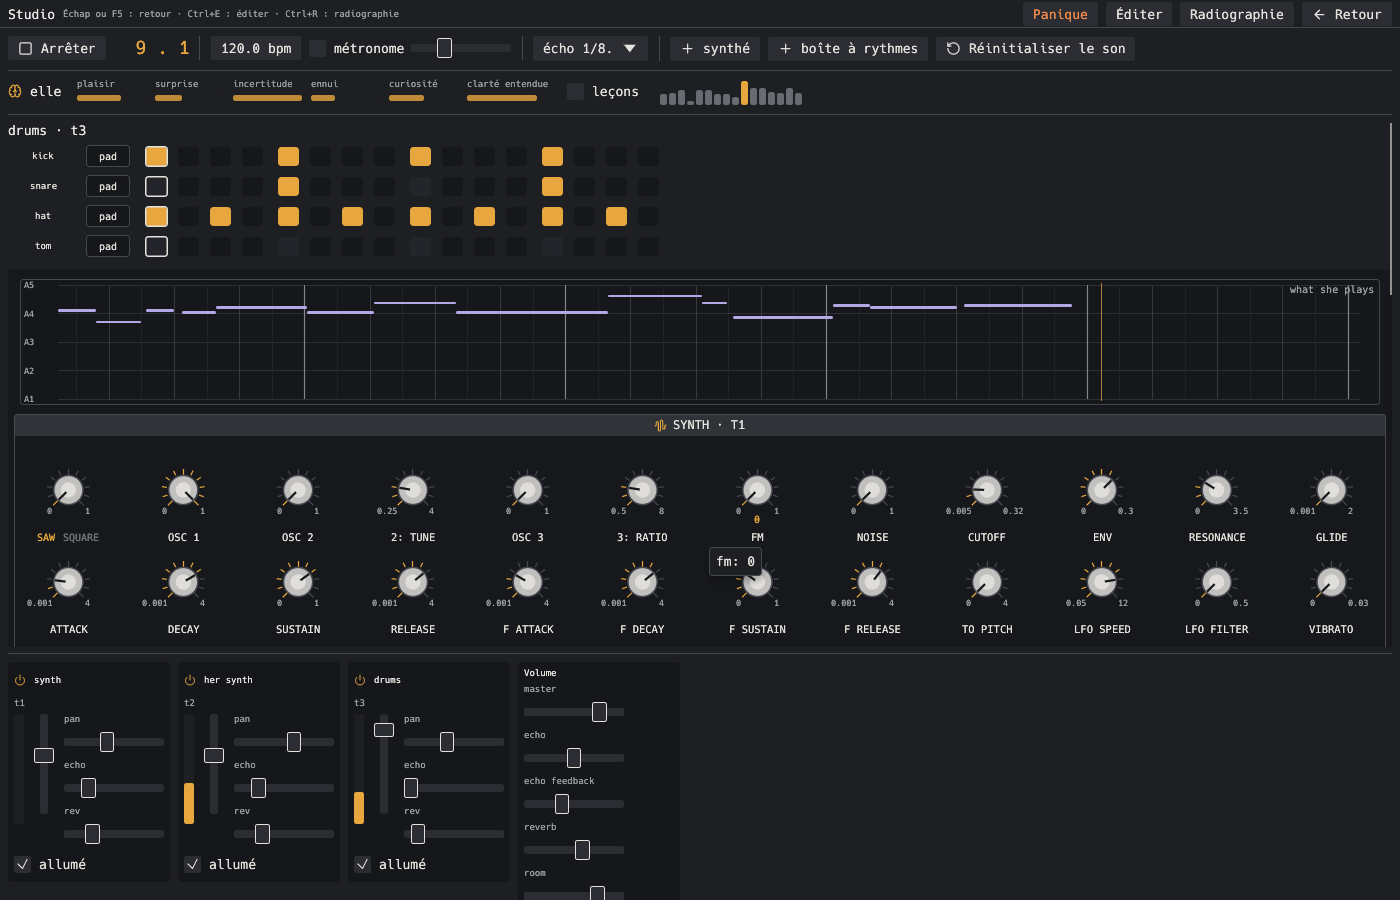 Studio Échap ou F5 : retour · Ctrl+E : éditer · Ctrl+R : radiographie Panique Éditer Radiographie Retour
Arrêter 9 . 1 120.0 bpm métronome écho 1/8. synthé boîte à rythmes Réinitialiser le son
elle plaisir surprise incertitude ennui curiosité clarté entendue leçons
drums · t3
kick pad
snare pad
hat pad
tom pad
what she plays
A5
A4
A3
A2
A1
SYNTH · T1
0 1 0 1 0 1 0.25 4 0 1 0.5 8 0 1 0 1 0.005 0.32 0 0.3 0 3.5 0.001 2
0
SAW SQUARE OSC 1 OSC 2 2: TUNE OSC 3 3: RATIO FM NOISE CUTOFF ENV RESONANCE GLIDE
fm: 0
0.001 4 0.001 4 0 1 0.001 4 0.001 4 0.001 4 0 1 0.001 4 0 4 0.05 12 0 0.5 0 0.03
ATTACK DECAY SUSTAIN RELEASE F ATTACK F DECAY F SUSTAIN F RELEASE TO PITCH LFO SPEED LFO FILTER VIBRATO
synth
t1
pan
echo
rev
allumé
her synth
t2
pan
echo
rev
allumé
drums
t3
pan
echo
rev
allumé
Volume
master
echo
echo feedback
reverb
room